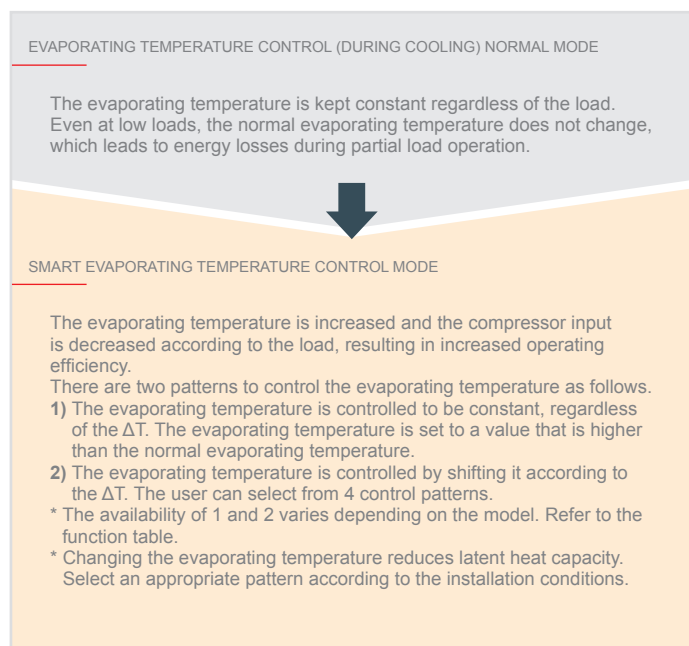 EVAPORATING TEMPERATURE CONTROL (DURING COOLING) NORMAL MODE
The evaporating temperature is kept constant regardless of the load.
Even at low loads, the normal evaporating temperature does not change,
which leads to energy losses during partial load operation.
SMART EVAPORATING TEMPERATURE CONTROL MODE
The evaporating temperature is increased and the compressor input
is decreased according to the load, resulting in increased operating
efficiency.
There are two patterns to control the evaporating temperature as follows.
1) The evaporating temperature is controlled to be constant, regardless
of the ΔT. The evaporating temperature is set to a value that is higher
than the normal evaporating temperature.
2) The evaporating temperature is controlled by shifting it according to
the ΔT. The user can select from 4 control patterns.
* The availability of 1 and 2 varies depending on the model. Refer to the
function table.
* Changing the evaporating temperature reduces latent heat capacity.
Select an appropriate pattern according to the installation conditions.